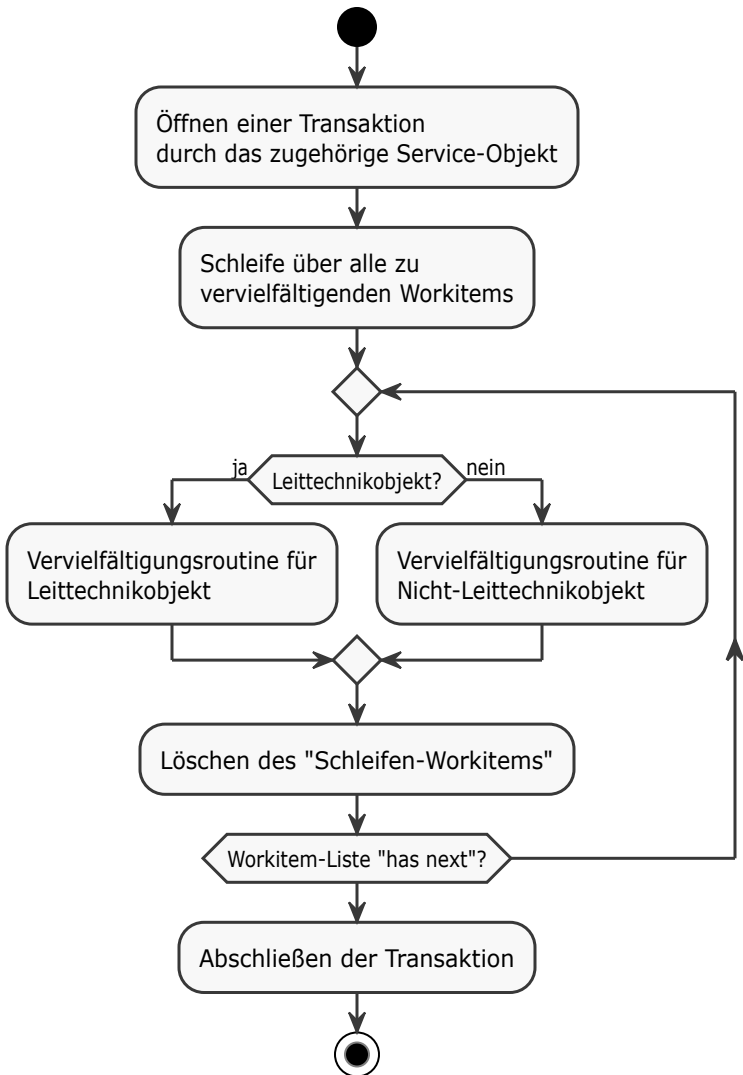 Öffnen einer Transaktion
durch das zugehörige Service-Objekt
Schleife über alle zu
vervielfältigenden Workitems
ja
Leittechnikobjekt?
nein
Vervielfältigungsroutine für
Leittechnikobjekt
Vervielfältigungsroutine für
Nicht-Leittechnikobjekt
Löschen des "Schleifen-Workitems"
Workitem-Liste "has next"?
Abschließen der Transaktion